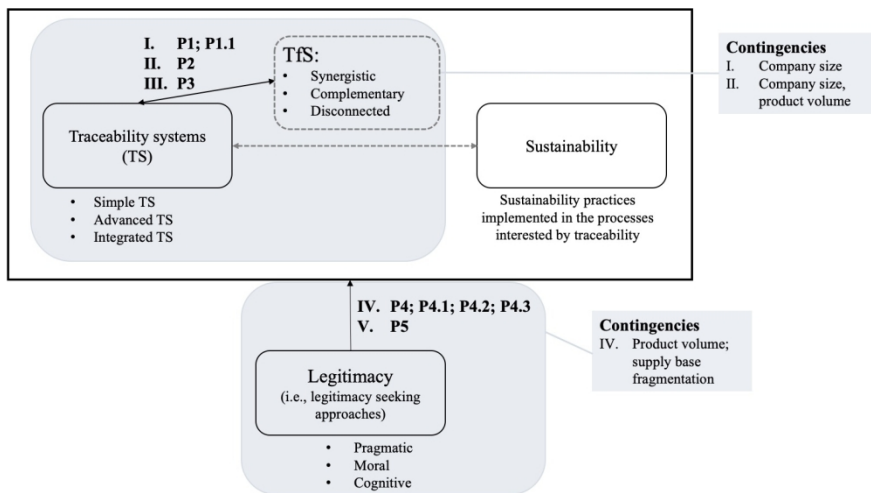 I. P1; P1.1
II. P2
III. P3
TfS:
• Synergistic
• Complementary
• Disconnected
Traceability systems
(TS)
• Simple TS
• Advanced TS
• Integrated TS
Sustainability
Sustainability practices
implemented in the processes
interested by traceability
Contingencies
I. Company size
II. Company size,
product volume
IV. P4; P4.1; P4.2; P4.3
V. P5
Legitimacy
(i.e., legitimacy seeking
approaches)
• Pragmatic
• Moral
• Cognitive
Contingencies
IV. Product volume;
supply base
fragmentation